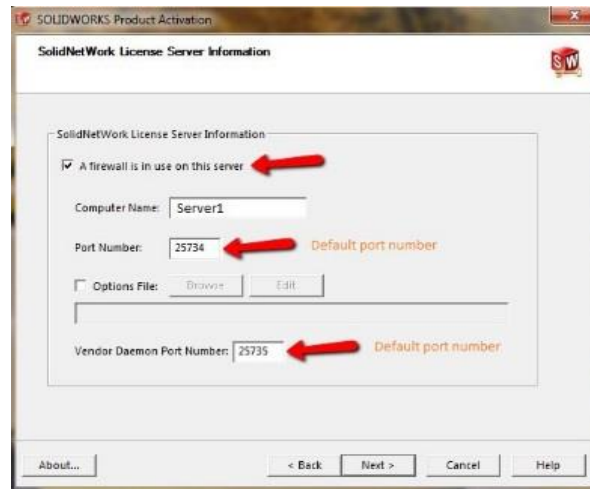 SOLIDWORKS Product Activation
SolidNetWork License Server Information
SW
SolidNetWork License Server Information
A firewall is in use on this server
Computer Name: Server1
Port Number: 25734 Default port number
Options File: Browse Edit
Vendor Daemon Port Number: 25735 Default port number
About... < Back Next > Cancel Help